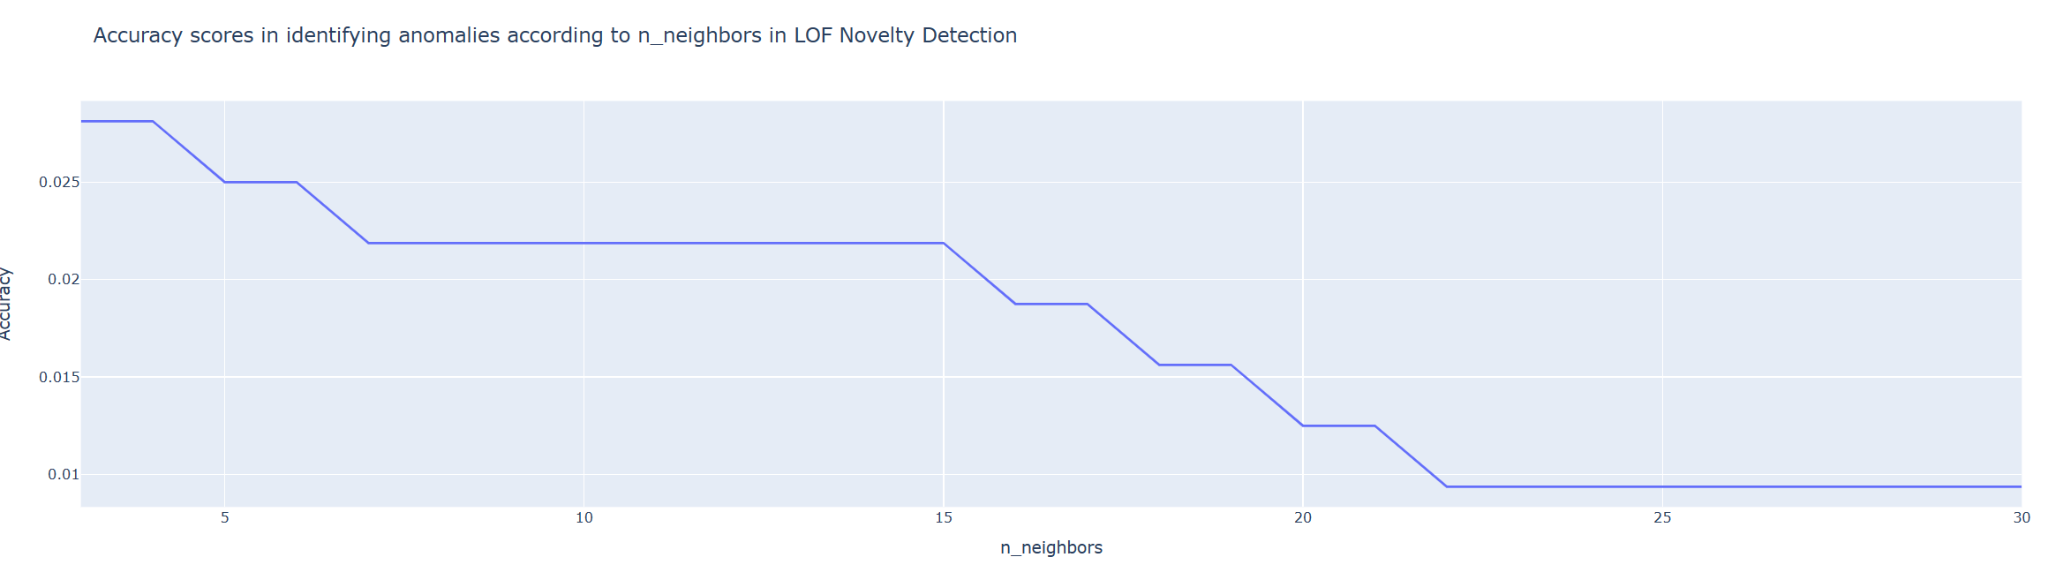 Accuracy scores in identifying anomalies according to n_neighbors in LOF Novelty Detection
0.025
0.02
0.015
0.01
Accuracy
5 10 15 20 25 30
n_neighbors